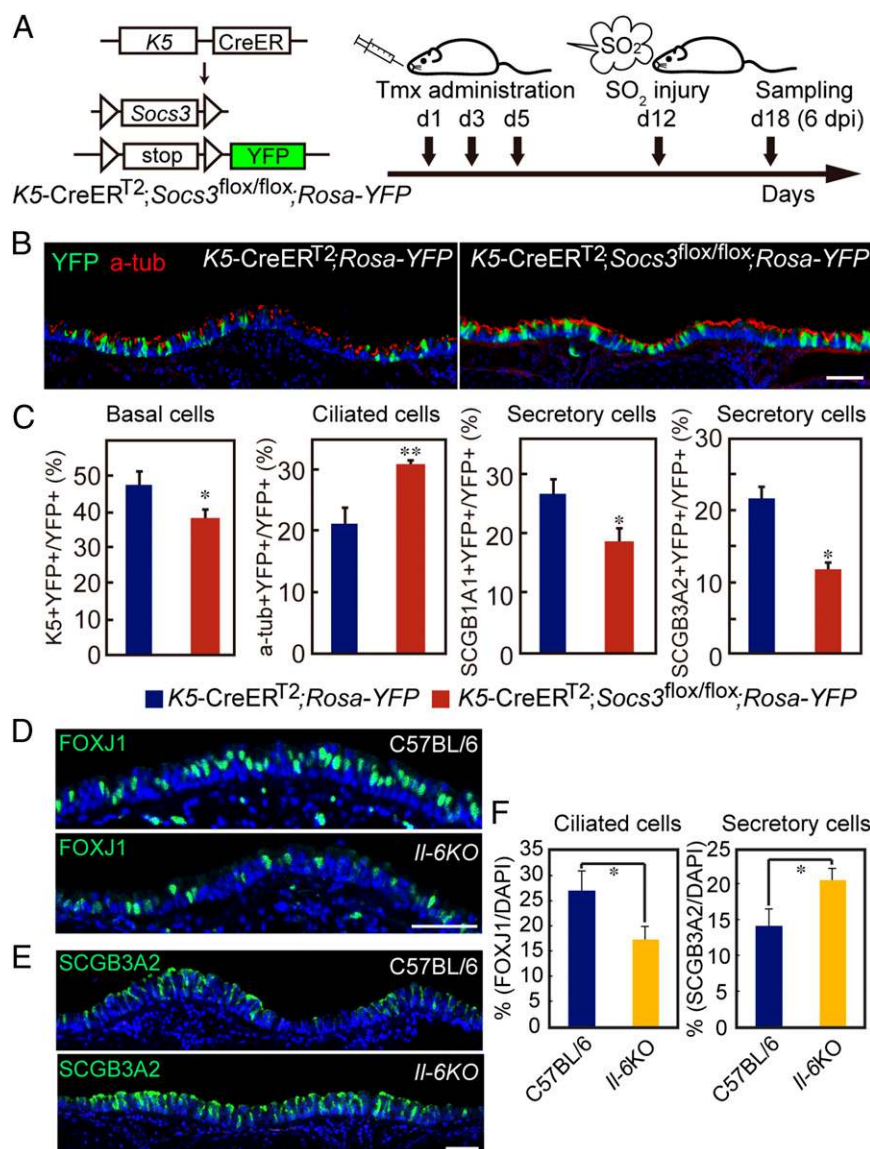 A
K5 CreER
Socs3
stop YFP
K5-CreERT2;Socs3flox/flox;Rosa-YFP
SO2
Tmx administration SO2 injury Sampling
d1 d3 d5 d12 d18 (6 dpi)
Days
B
YFP a-tub K5-CreERT2;Rosa-YFP K5-CreERT2;Socs3flox/flox;Rosa-YFP
C
Basal cells
K5+YFP+/YFP+ (%)
50
40
30
20
10
0
*
Ciliated cells
a-tub+YFP+/YFP+ (%)
30
20
10
0
**
Secretory cells
SCGB1A1+YFP+/YFP+ (%)
30
20
10
0
*
Secretory cells
SCGB3A2+YFP+/YFP+ (%)
30
20
10
0
*
K5-CreERT2;Rosa-YFP K5-CreERT2;Socs3flox/flox;Rosa-YFP
D
FOXJ1 C57BL/6
FOXJ1 Il-6KO
E
SCGB3A2 C57BL/6
SCGB3A2 Il-6KO
F
Ciliated cells
% (FOXJ1/DAPI)
35
30
25
20
15
10
5
0
*
C57BL/6 Il-6KO
Secretory cells
% (SCGB3A2/DAPI)
25
20
15
10
5
0
*
C57BL/6 Il-6KO